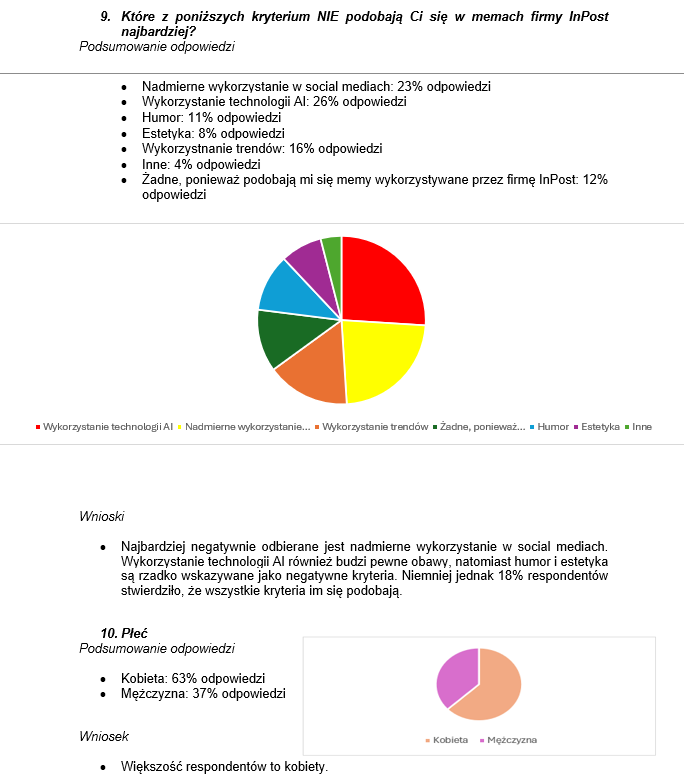 9. Które z poniższych kryterium NIE podobają Ci się w memach firmy InPost
najbardziej?
Podsumowanie odpowiedzi
• Nadmierne wykorzystanie w social mediach: 23% odpowiedzi
• Wykorzystanie technologii AI: 26% odpowiedzi
• Humor: 11% odpowiedzi
• Estetyka: 8% odpowiedzi
• Wykorzystnanie trendów: 16% odpowiedzi
• Inne: 4% odpowiedzi
• Żadne, ponieważ podobają mi się memy wykorzystywane przez firmę InPost: 12%
odpowiedzi
Wykorzystanie technologii AI Nadmierne wykorzystanie... Wykorzystanie trendów Żadne, ponieważ... Humor Estetyka Inne
Wnioski
• Najbardziej negatywnie odbierane jest nadmierne wykorzystanie w social mediach.
Wykorzystanie technologii AI również budzi pewne obawy, natomiast humor i estetyka
są rzadko wskazywane jako negatywne kryteria. Niemniej jednak 18% respondentów
stwierdziło, że wszystkie kryteria im się podobają.
10. Płeć
Podsumowanie odpowiedzi
• Kobieta: 63% odpowiedzi
• Mężczyzna: 37% odpowiedzi
Kobieta Mężczyzna
Wniosek
• Większość respondentów to kobiety.